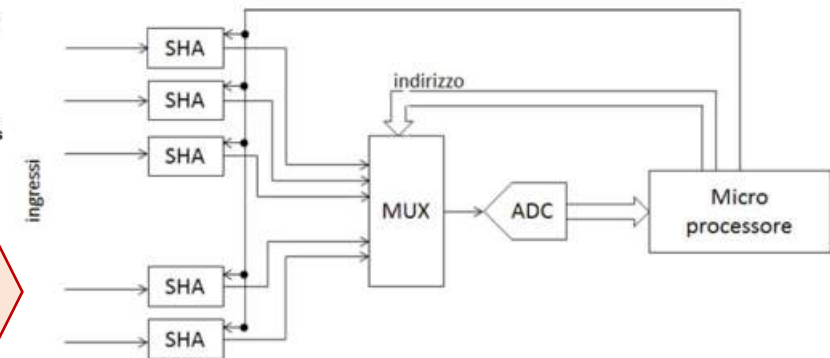 SHA
SHA
SHA
SHA
SHA
ingressi
indirizzo
MUX
ADC
Micro
processore